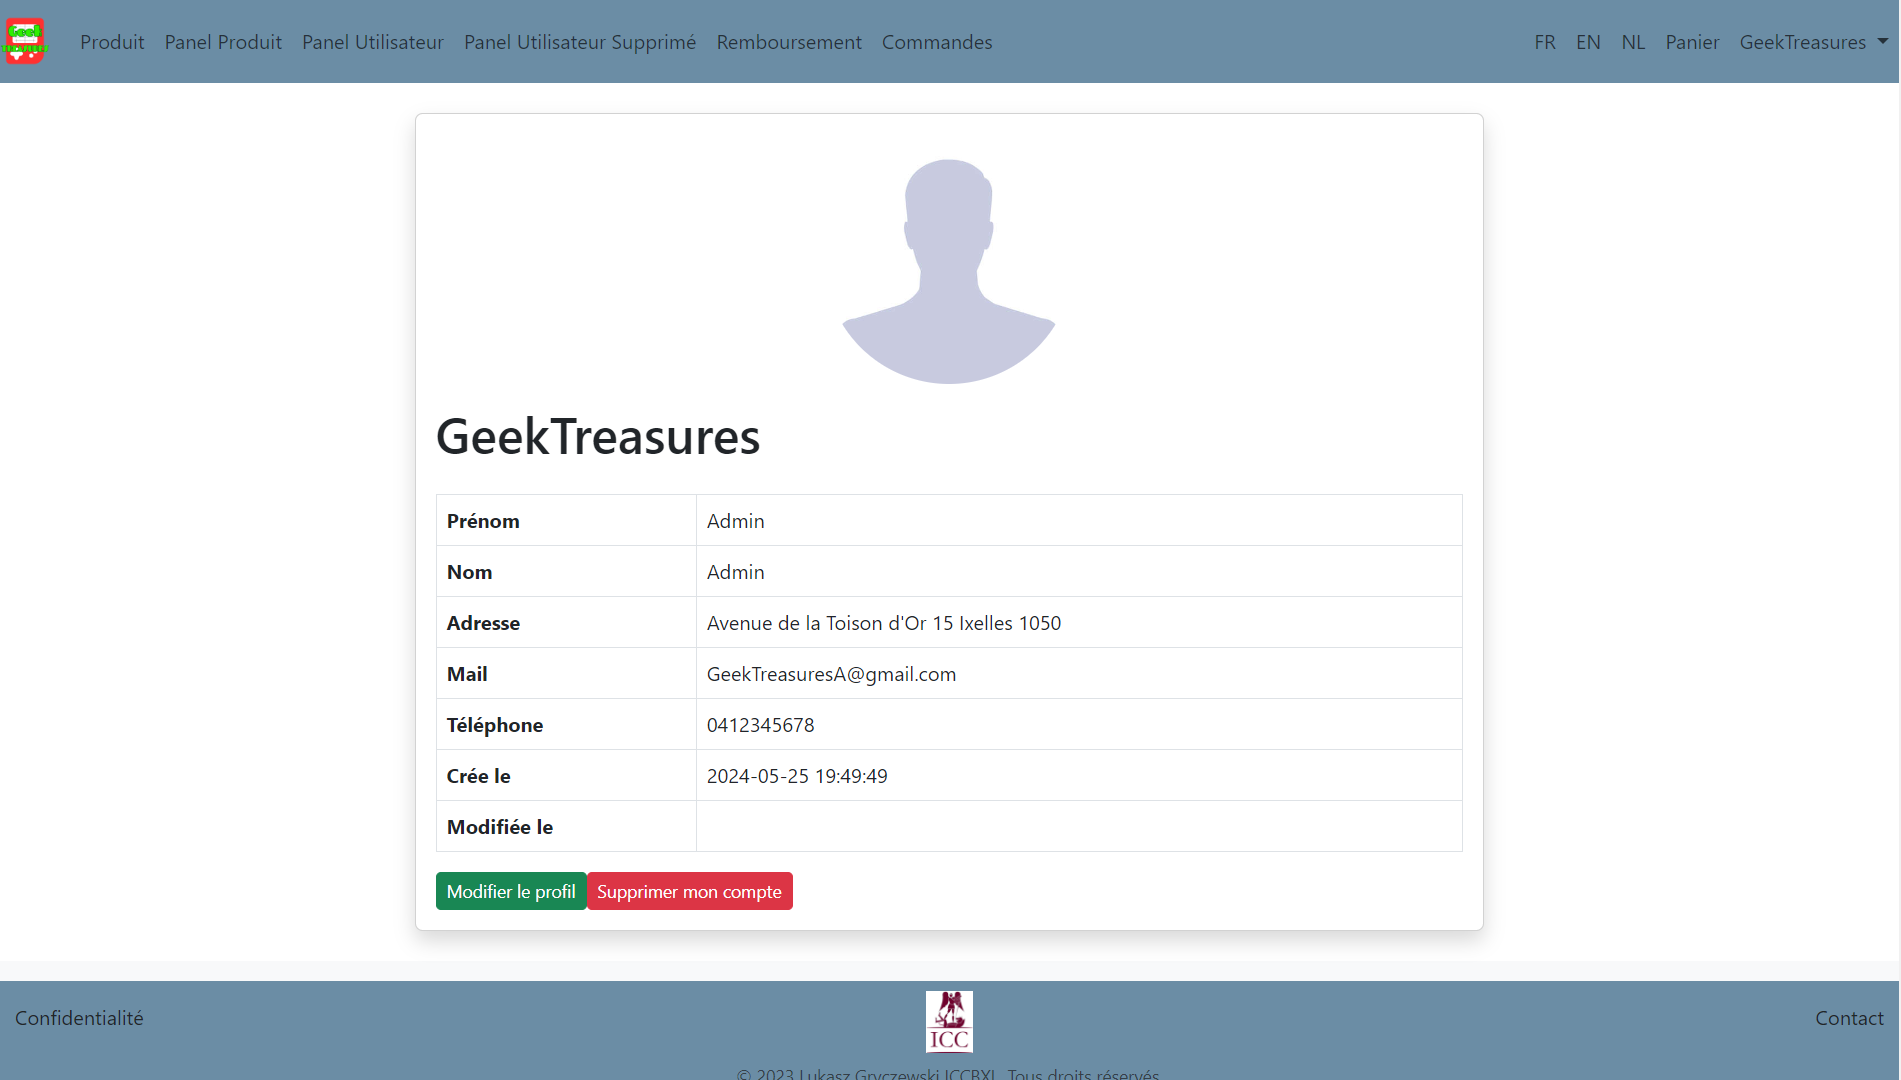 Geek
Produit Panel Produit Panel Utilisateur Panel Utilisateur Supprimé Remboursement Commandes FR EN NL Panier GeekTreasures
GeekTreasures
Prénom Admin
Nom Admin
Adresse Avenue de la Toison d'Or 15 Ixelles 1050
Mail GeekTreasuresA@gmail.com
Téléphone 0412345678
Crée le 2024-05-25 19:49:49
Modifiée le
Modifier le profil Supprimer mon compte
Confidentialité ICC Contact
© 2023 Lukasz Gryczewski ICCBXL. Tous droits réservés